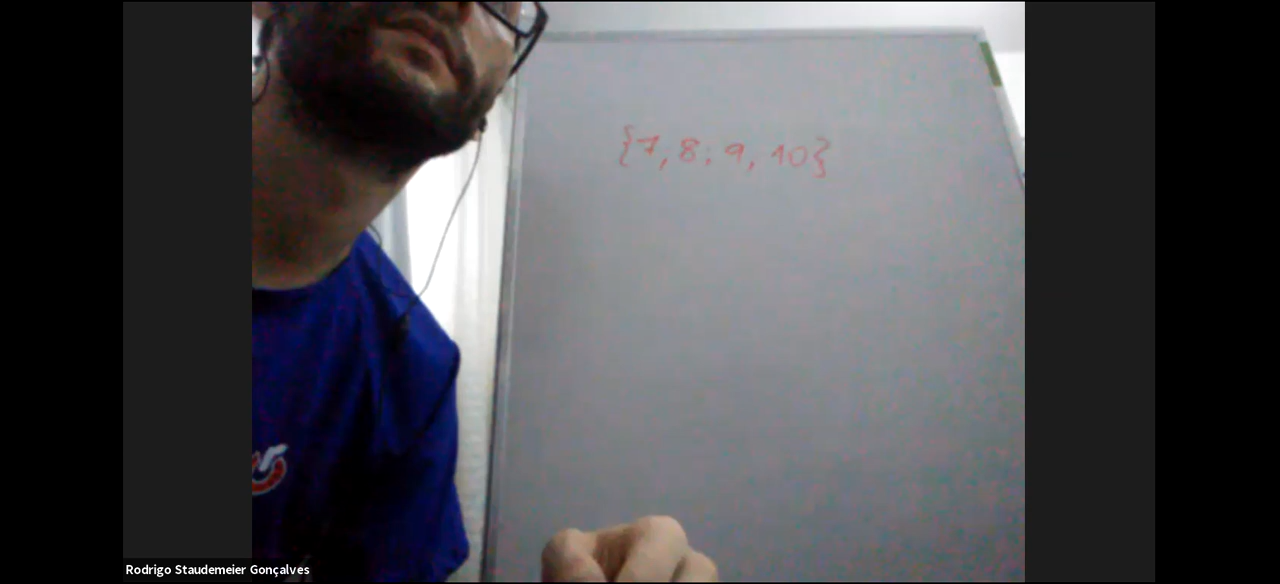 {7, 8, 9, 10}
Rodrigo Staudemeier Gonçalves